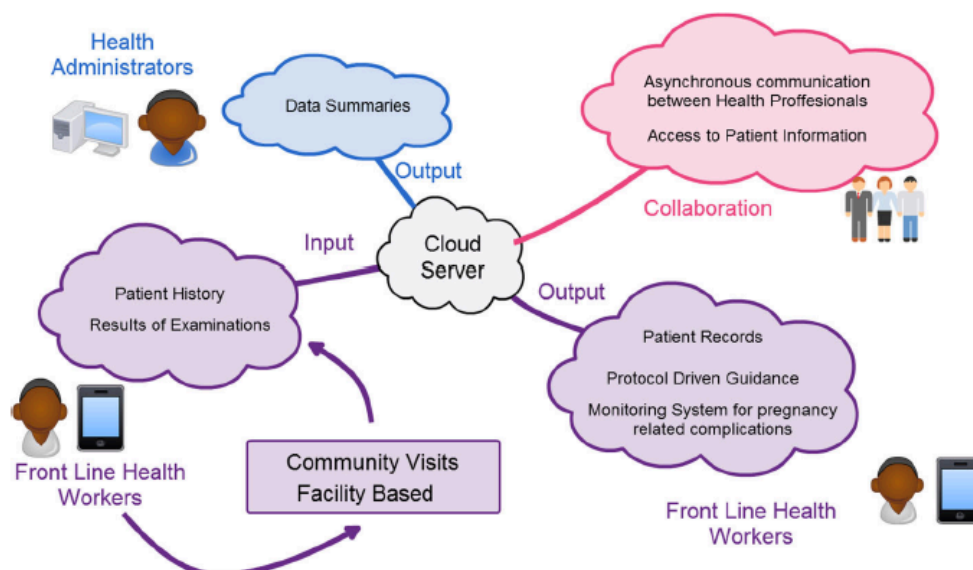 Health
Administrators
Data Summaries
Output
Asynchronous communication
between Health Proffesionals
Access to Patient Information
Collaboration
Cloud
Server
Input
Patient History
Results of Examinations
Output
Patient Records
Protocol Driven Guidance
Monitoring System for pregnancy
related complications
Front Line Health
Workers
Community Visits
Facility Based
Front Line Health
Workers